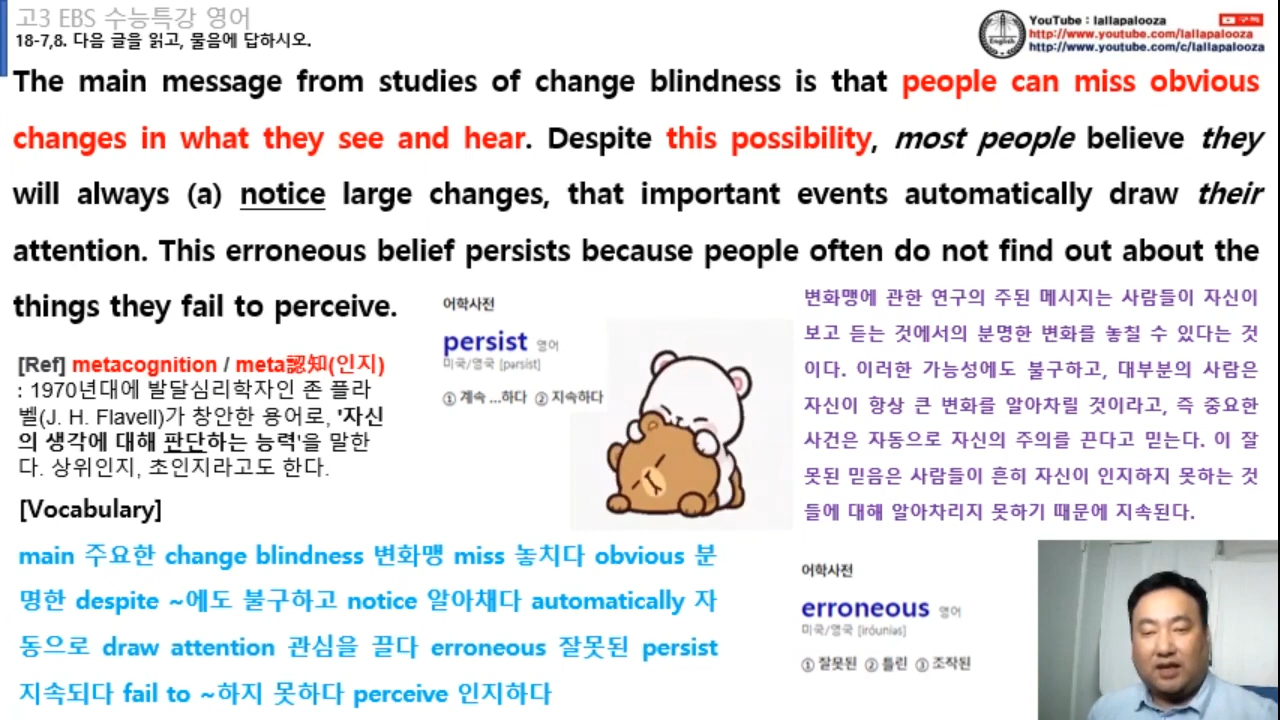 고3 EBS 수능특강 영어
18-7,8. 다음 글을 읽고, 물음에 답하시오.
English
YouTube : lallapalooza
구독
http://www.youtube.com/lallapalooza
http://www.youtube.com/c/lallapalooza
The main message from studies of change blindness is that people can miss obvious
changes in what they see and hear. Despite this possibility, most people believe they
will always (a) notice large changes, that important events automatically draw their
attention. This erroneous belief persists because people often do not find out about the
things they fail to perceive.
[Ref] metacognition / meta認知(인지)
: 1970년대에 발달심리학자인 존 플라
벨(J. H. Flavell)가 창안한 용어로, '자신
의 생각에 대해 판단하는 능력'을 말한
다. 상위인지, 초인지라고도 한다.
어학사전
persist 영어
미국/영국 [pərsíst]
① 계속 ...하다 ② 지속하다
변화맹에 관한 연구의 주된 메시지는 사람들이 자신이
보고 듣는 것에서의 분명한 변화를 놓칠 수 있다는 것
이다. 이러한 가능성에도 불구하고, 대부분의 사람은
자신이 항상 큰 변화를 알아차릴 것이라고, 즉 중요한
사건은 자동으로 자신의 주의를 끈다고 믿는다. 이 잘
못된 믿음은 사람들이 흔히 자신이 인지하지 못하는 것
들에 대해 알아차리지 못하기 때문에 지속된다.
[Vocabulary]
main 주요한 change blindness 변화맹 miss 놓치다 obvious 분
명한 despite ~에도 불구하고 notice 알아채다 automatically 자
동으로 draw attention 관심을 끌다 erroneous 잘못된 persist
지속되다 fail to ~하지 못하다 perceive 인지하다
어학사전
erroneous 영어
미국/영국 [iróuniəs]
① 잘못된 ② 틀린 ③ 조작된